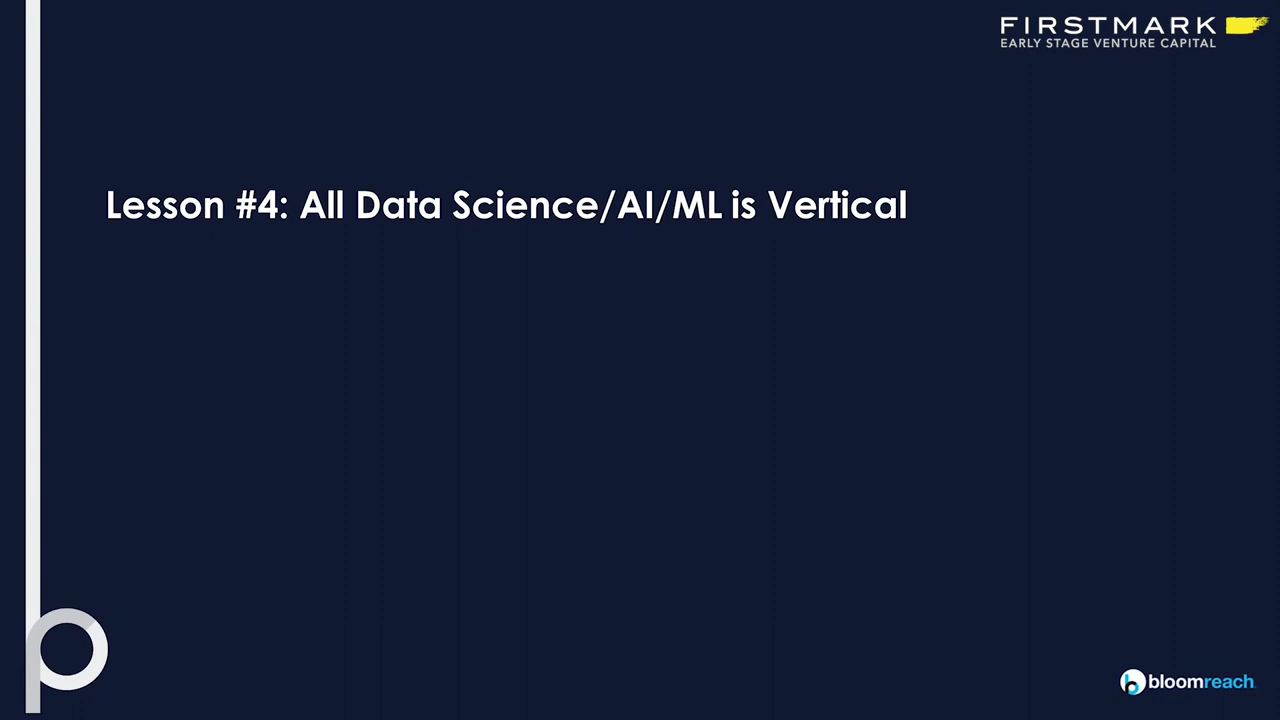 FIRSTMARK
EARLY STAGE VENTURE CAPITAL
Lesson #4: All Data Science/AI/ML is Vertical
bloomreach